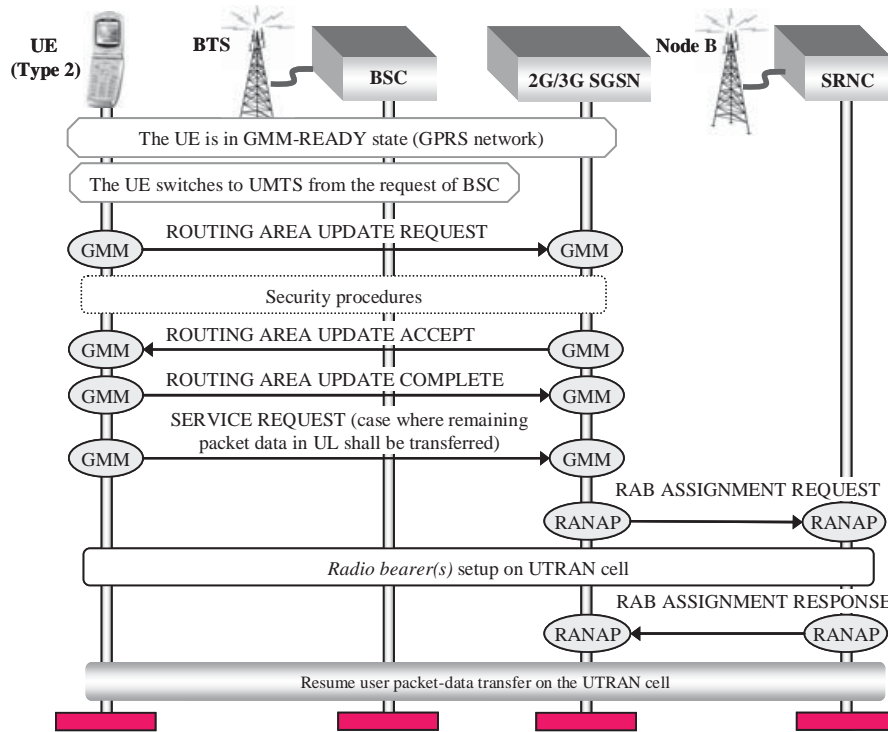 UE
(Type 2)
BTS
BSC
2G/3G SGSN
Node B
SRNC
The UE is in GMM-READY state (GPRS network)
The UE switches to UMTS from the request of BSC
ROUTING AREA UPDATE REQUEST
GMM
GMM
Security procedures
ROUTING AREA UPDATE ACCEPT
GMM
GMM
ROUTING AREA UPDATE COMPLETE
GMM
GMM
SERVICE REQUEST (case where remaining
packet data in UL shall be transferred)
GMM
GMM
RAB ASSIGNMENT REQUEST
RANAP
RANAP
Radio bearer(s) setup on UTRAN cell
RAB ASSIGNMENT RESPONSE
RANAP
RANAP
Resume user packet-data transfer on the UTRAN cell